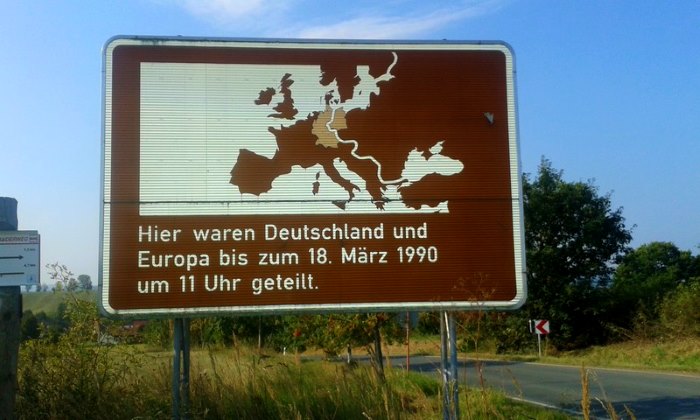 Hier waren Deutschland und
Europa bis zum 18. März 1990
um 11 Uhr geteilt.